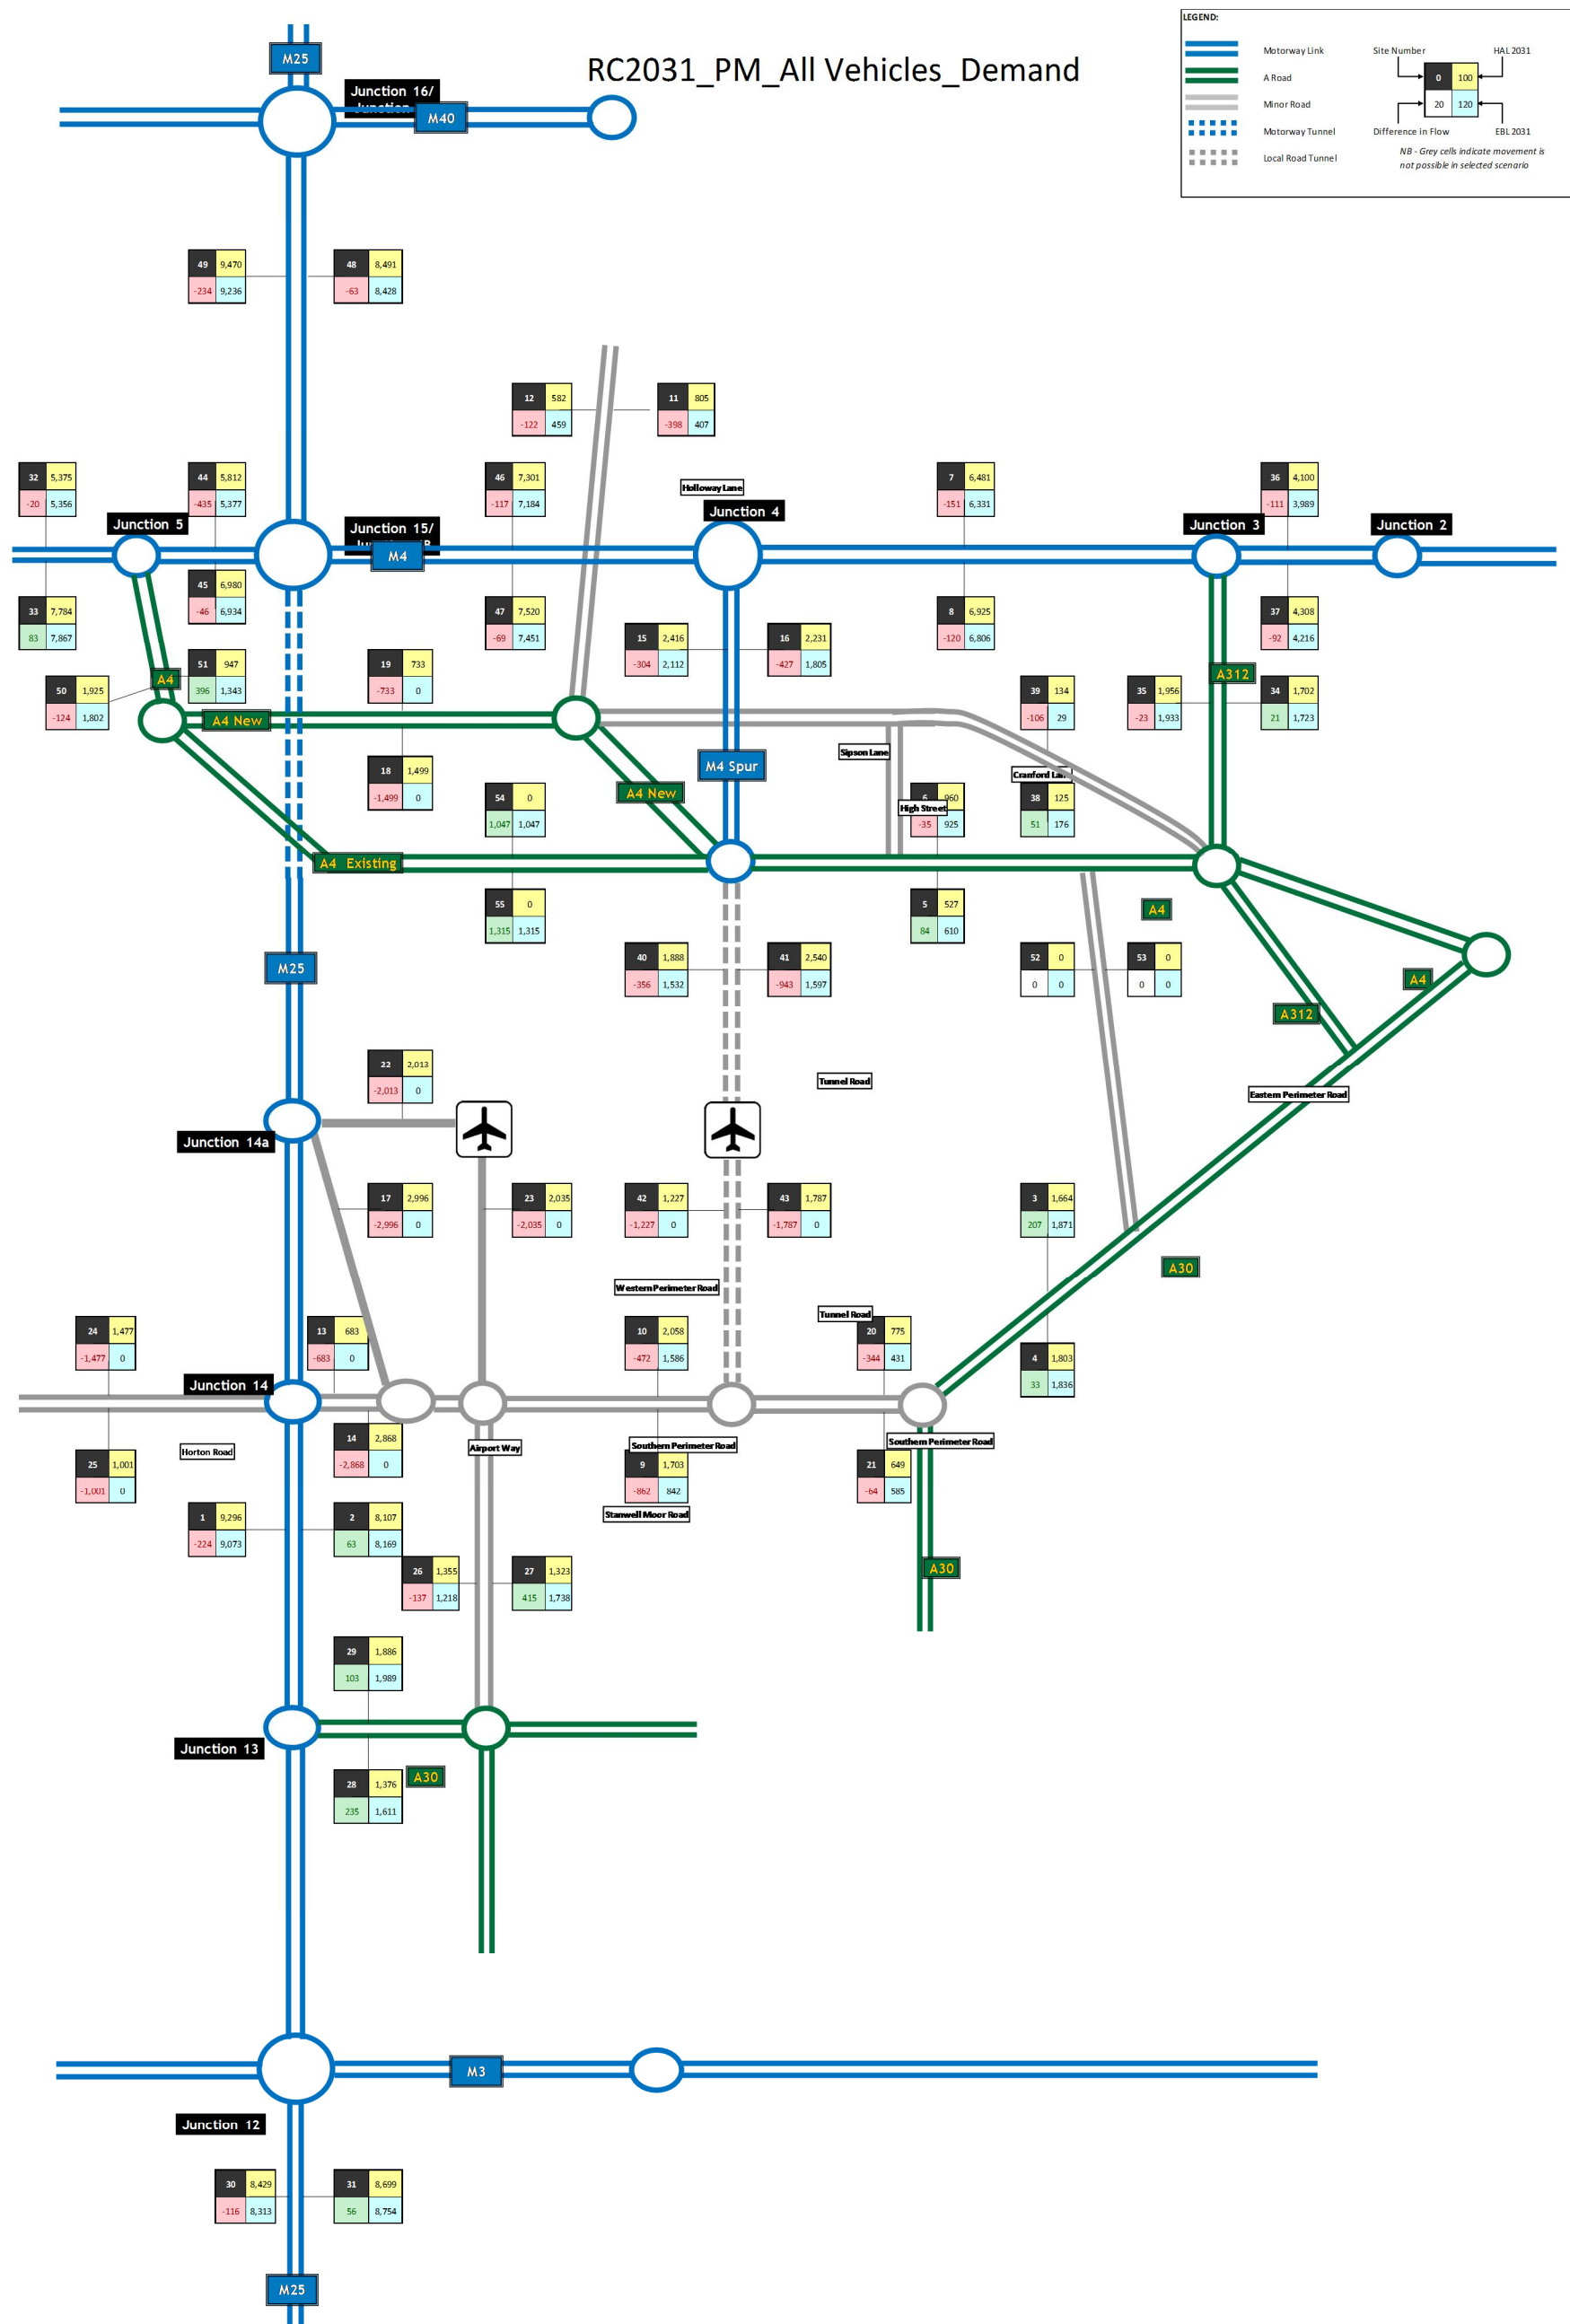 LEGEND:
M25
RC2031_PM_All Vehicles_Demand
Motorway Link
Site Number
HAL 2031
A Road
0 100
Minor Road
20 120
Motorway Tunnel
Difference in Flow
EBL 2031
Local Road Tunnel
NB - Grey cells indicate movement is
not possible in selected scenario
Junction 16/
M40
49 9,470
-234 9,236
48 8,491
-63 8,428
12 582
-122 459
11 805
-398 407
32 5,375
-20 5,356
44 5,812
-435 5,377
46 7,301
-117 7,184
Holloway Lane
7 6,481
-151 6,331
36 4,100
-111 3,989
Junction 5
Junction 15/
M4
Junction 4
Junction 3
Junction 2
33 7,784
83 7,867
45 6,980
-46 6,934
47 7,520
-69 7,451
15 2,416
-304 2,112
16 2,231
-427 1,805
8 6,925
-120 6,806
37 4,308
-92 4,216
50 1,925
-124 1,802
A4
51 947
396 1,343
19 733
-733 0
39 134
-106 29
35 1,956
-23 1,933
A312
34 1,702
21 1,723
A4 New
Sipson Lane
M4 Spur
18 1,499
-1,499 0
54 0
1,047 1,047
A4 New
High Street
6 960
-35 925
Cranford Lane
38 125
51 176
A4 Existing
55 0
1,315 1,315
5 527
84 610
A4
M25
40 1,888
-356 1,532
41 2,540
-943 1,597
52 0
0 0
53 0
0 0
A4
A312
22 2,013
-2,013 0
Tunnel Road
Eastern Perimeter Road
Junction 14a
17 2,996
-2,996 0
23 2,035
-2,035 0
42 1,227
-1,227 0
43 1,787
-1,787 0
3 1,664
207 1,871
A30
Western Perimeter Road
Tunnel Road
24 1,477
-1,477 0
13 683
-683 0
10 2,058
-472 1,586
20 775
-344 431
4 1,803
33 1,836
Junction 14
Horton Road
14 2,868
-2,868 0
Airport Way
Southern Perimeter Road
Southern Perimeter Road
25 1,001
-1,001 0
9 1,703
-862 842
21 649
-64 585
Stanwell Moor Road
1 9,296
-224 9,073
2 8,107
63 8,169
26 1,355
-137 1,218
27 1,323
415 1,738
A30
29 1,886
103 1,989
Junction 13
28 1,376
235 1,611
A30
M3
Junction 12
30 8,429
-116 8,313
31 8,699
56 8,754
M25